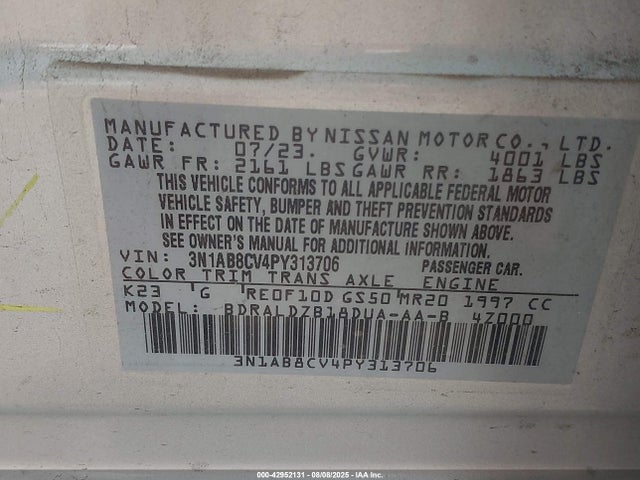 MANUFACTURED BY NISSAN MOTOR CO., LTD.
DATE: 07/23. GVWR: 4001 LBS
GAWR FR: 2161 LBS GAWR RR: 1863 LBS
THIS VEHICLE CONFORMS TO ALL APPLICABLE FEDERAL MOTOR
VEHICLE SAFETY, BUMPER AND THEFT PREVENTION STANDARDS
IN EFFECT ON THE DATE OF MANUFACTURE SHOWN ABOVE.
SEE OWNER'S MANUAL FOR ADDITIONAL INFORMATION.
VIN: 3N1AB8CV4PY313706 PASSENGER CAR.
COLOR TRIM TRANS AXLE ENGINE
K23 G RE0F10D GS50 MR20 1997 CC
MODEL: BDRALDZB18DUA-AA-B 4Z000
3N1AB8CV4PY313706
000-42952131 - 08/08/2025 - IAA Inc.